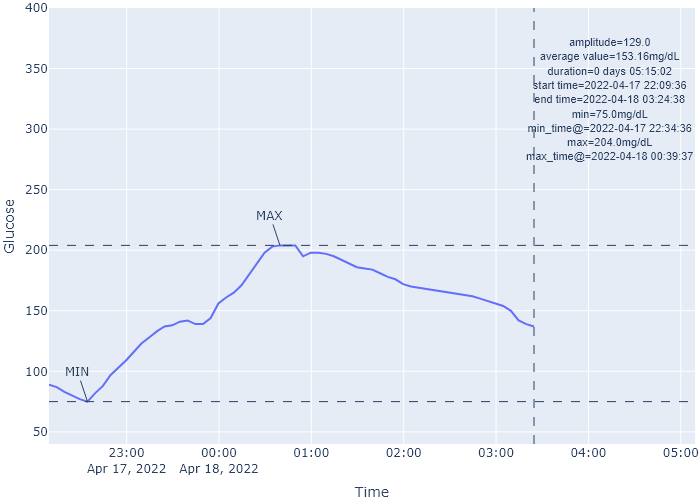 400
350
300
250
200
150
100
50
Glucose
amplitude=129.0
average value=153.16mg/dL
duration=0 days 05:15:02
start time=2022-04-17 22:09:36
end time=2022-04-18 03:24:38
min=75.0mg/dL
min_time@=2022-04-17 22:34:36
max=204.0mg/dL
max_time@=2022-04-18 00:39:37
MAX
MIN
23:00 00:00 01:00 02:00 03:00 04:00 05:00
Apr 17, 2022 Apr 18, 2022
Time